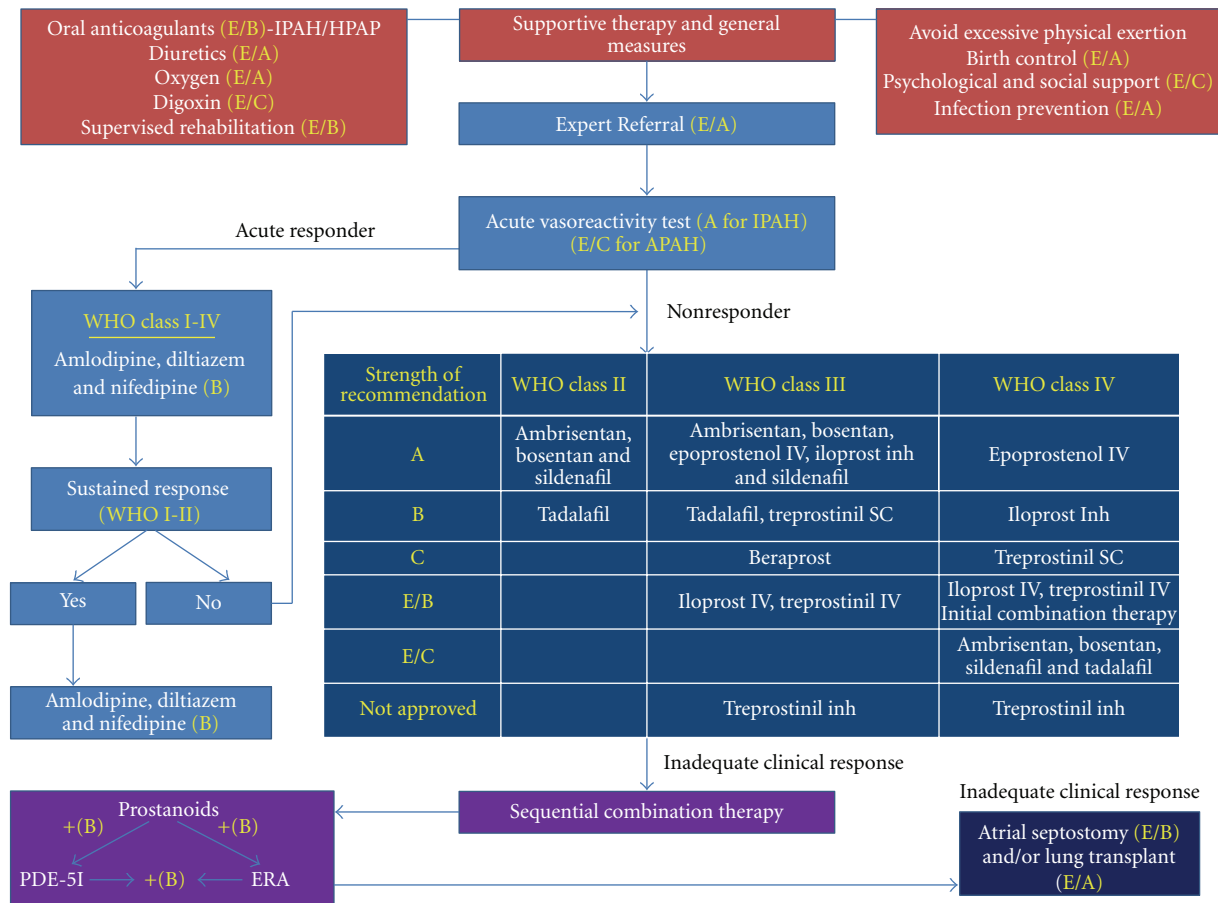 Oral anticoagulants (E/B)-IPAH/HPAP
Diuretics (E/A)
Oxygen (E/A)
Digoxin (E/C)
Supervised rehabilitation (E/B)
Supportive therapy and general
measures
Avoid excessive physical exertion
Birth control (E/A)
Psychological and social support (E/C)
Infection prevention (E/A)
Expert Referral (E/A)
Acute vasoreactivity test (A for IPAH)
(E/C for APAH)
Acute responder
Nonresponder
WHO class I-IV
Amlodipine, diltiazem
and nifedipine (B)
Sustained response
(WHO I-II)
Yes
No
Amlodipine, diltiazem
and nifedipine (B)
Strength of
recommendation
WHO class II
WHO class III
WHO class IV
A
Ambrisentan,
bosentan and
sildenafil
Ambrisentan, bosentan,
epoprostenol IV, iloprost inh
and sildenafil
Epoprostenol IV
B
Tadalafil
Tadalafil, treprostinil SC
Iloprost Inh
C
Beraprost
Treprostinil SC
E/B
Iloprost IV, treprostinil IV
Iloprost IV, treprostinil IV
Initial combination therapy
E/C
Ambrisentan, bosentan,
sildenafil and tadalafil
Not approved
Treprostinil inh
Treprostinil inh
Inadequate clinical response
Sequential combination therapy
Prostanoids
+(B)
+(B)
PDE-5I
+(B)
ERA
Inadequate clinical response
Atrial septostomy (E/B)
and/or lung transplant
(E/A)